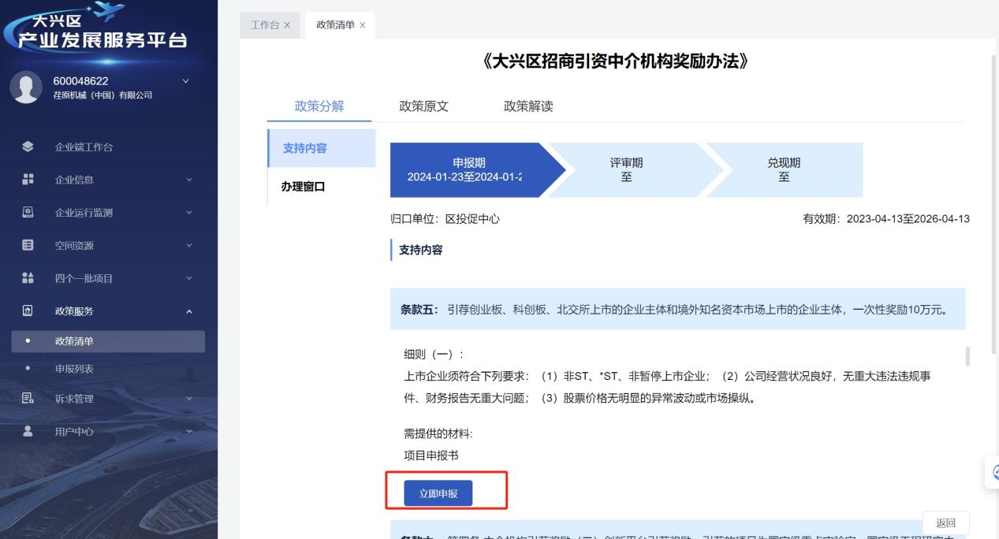 大兴区
产业发展服务平台
600048622
荏原机械（中国）有限公司
企业端工作台
企业信息
企业运行监测
空间资源
四个一批项目
政策服务
政策清单
申报列表
诉求管理
用户中心
工作台 ×
政策清单 ×
《大兴区招商引资中介机构奖励办法》
政策分解 政策原文 政策解读
支持内容
办理窗口
申报期
2024-01-23至2024-01-2
评审期
至
兑现期
至
归口单位：区投促中心 有效期：2023-04-13至2026-04-13
支持内容
条款五： 引荐创业板、科创板、北交所上市的企业主体和境外知名资本市场上市的企业主体，一次性奖励10万元。
细则（一）：
上市企业须符合下列要求：（1）非ST、*ST、非暂停上市企业；（2）公司经营状况良好，无重大违法违规事
件、财务报告无重大问题；（3）股票价格无明显的异常波动或市场操纵。
需提供的材料:
项目申报书
立即申报
返回